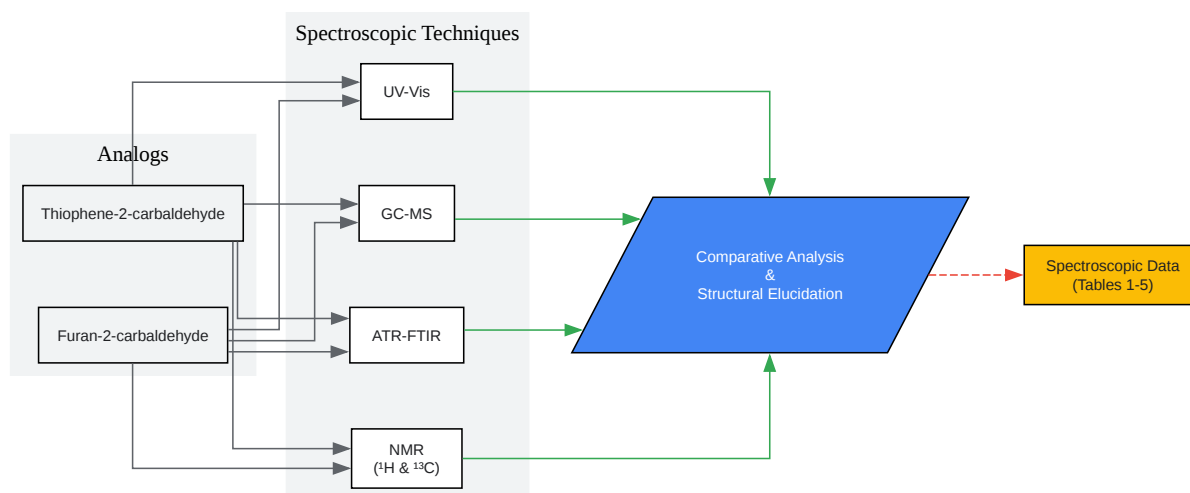 Spectroscopic Techniques
UV-Vis
Analogs
Thiophene-2-carbaldehyde
GC-MS
Comparative Analysis
&
Structural Elucidation
Spectroscopic Data
(Tables 1-5)
Furan-2-carbaldehyde
ATR-FTIR
NMR
(¹H & ¹³C)